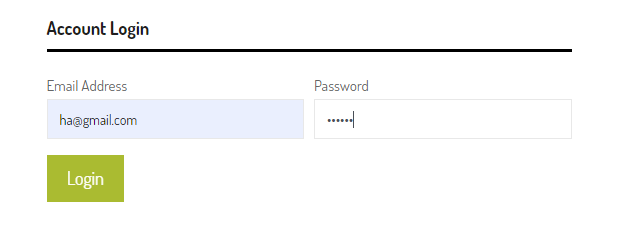 Account Login
Email Address
Password
ha@gmail.com
••••••
Login